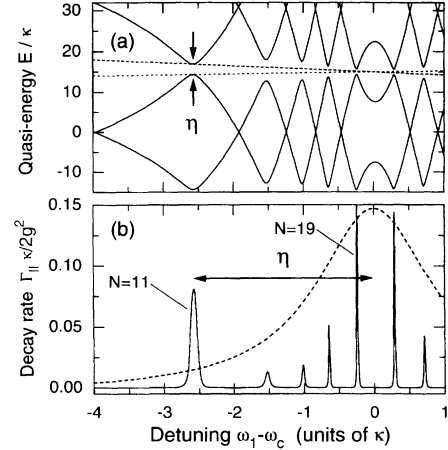 Quasi-energy E / κ
30
20
10
0
-10
(a)
η
Decay rate Γ|| κ/2g²
0.15
0.10
0.05
0.00
(b)
N=19
η
N=11
-4 -3 -2 -1 0 1
Detuning ω₁-ω꜀ (units of κ)